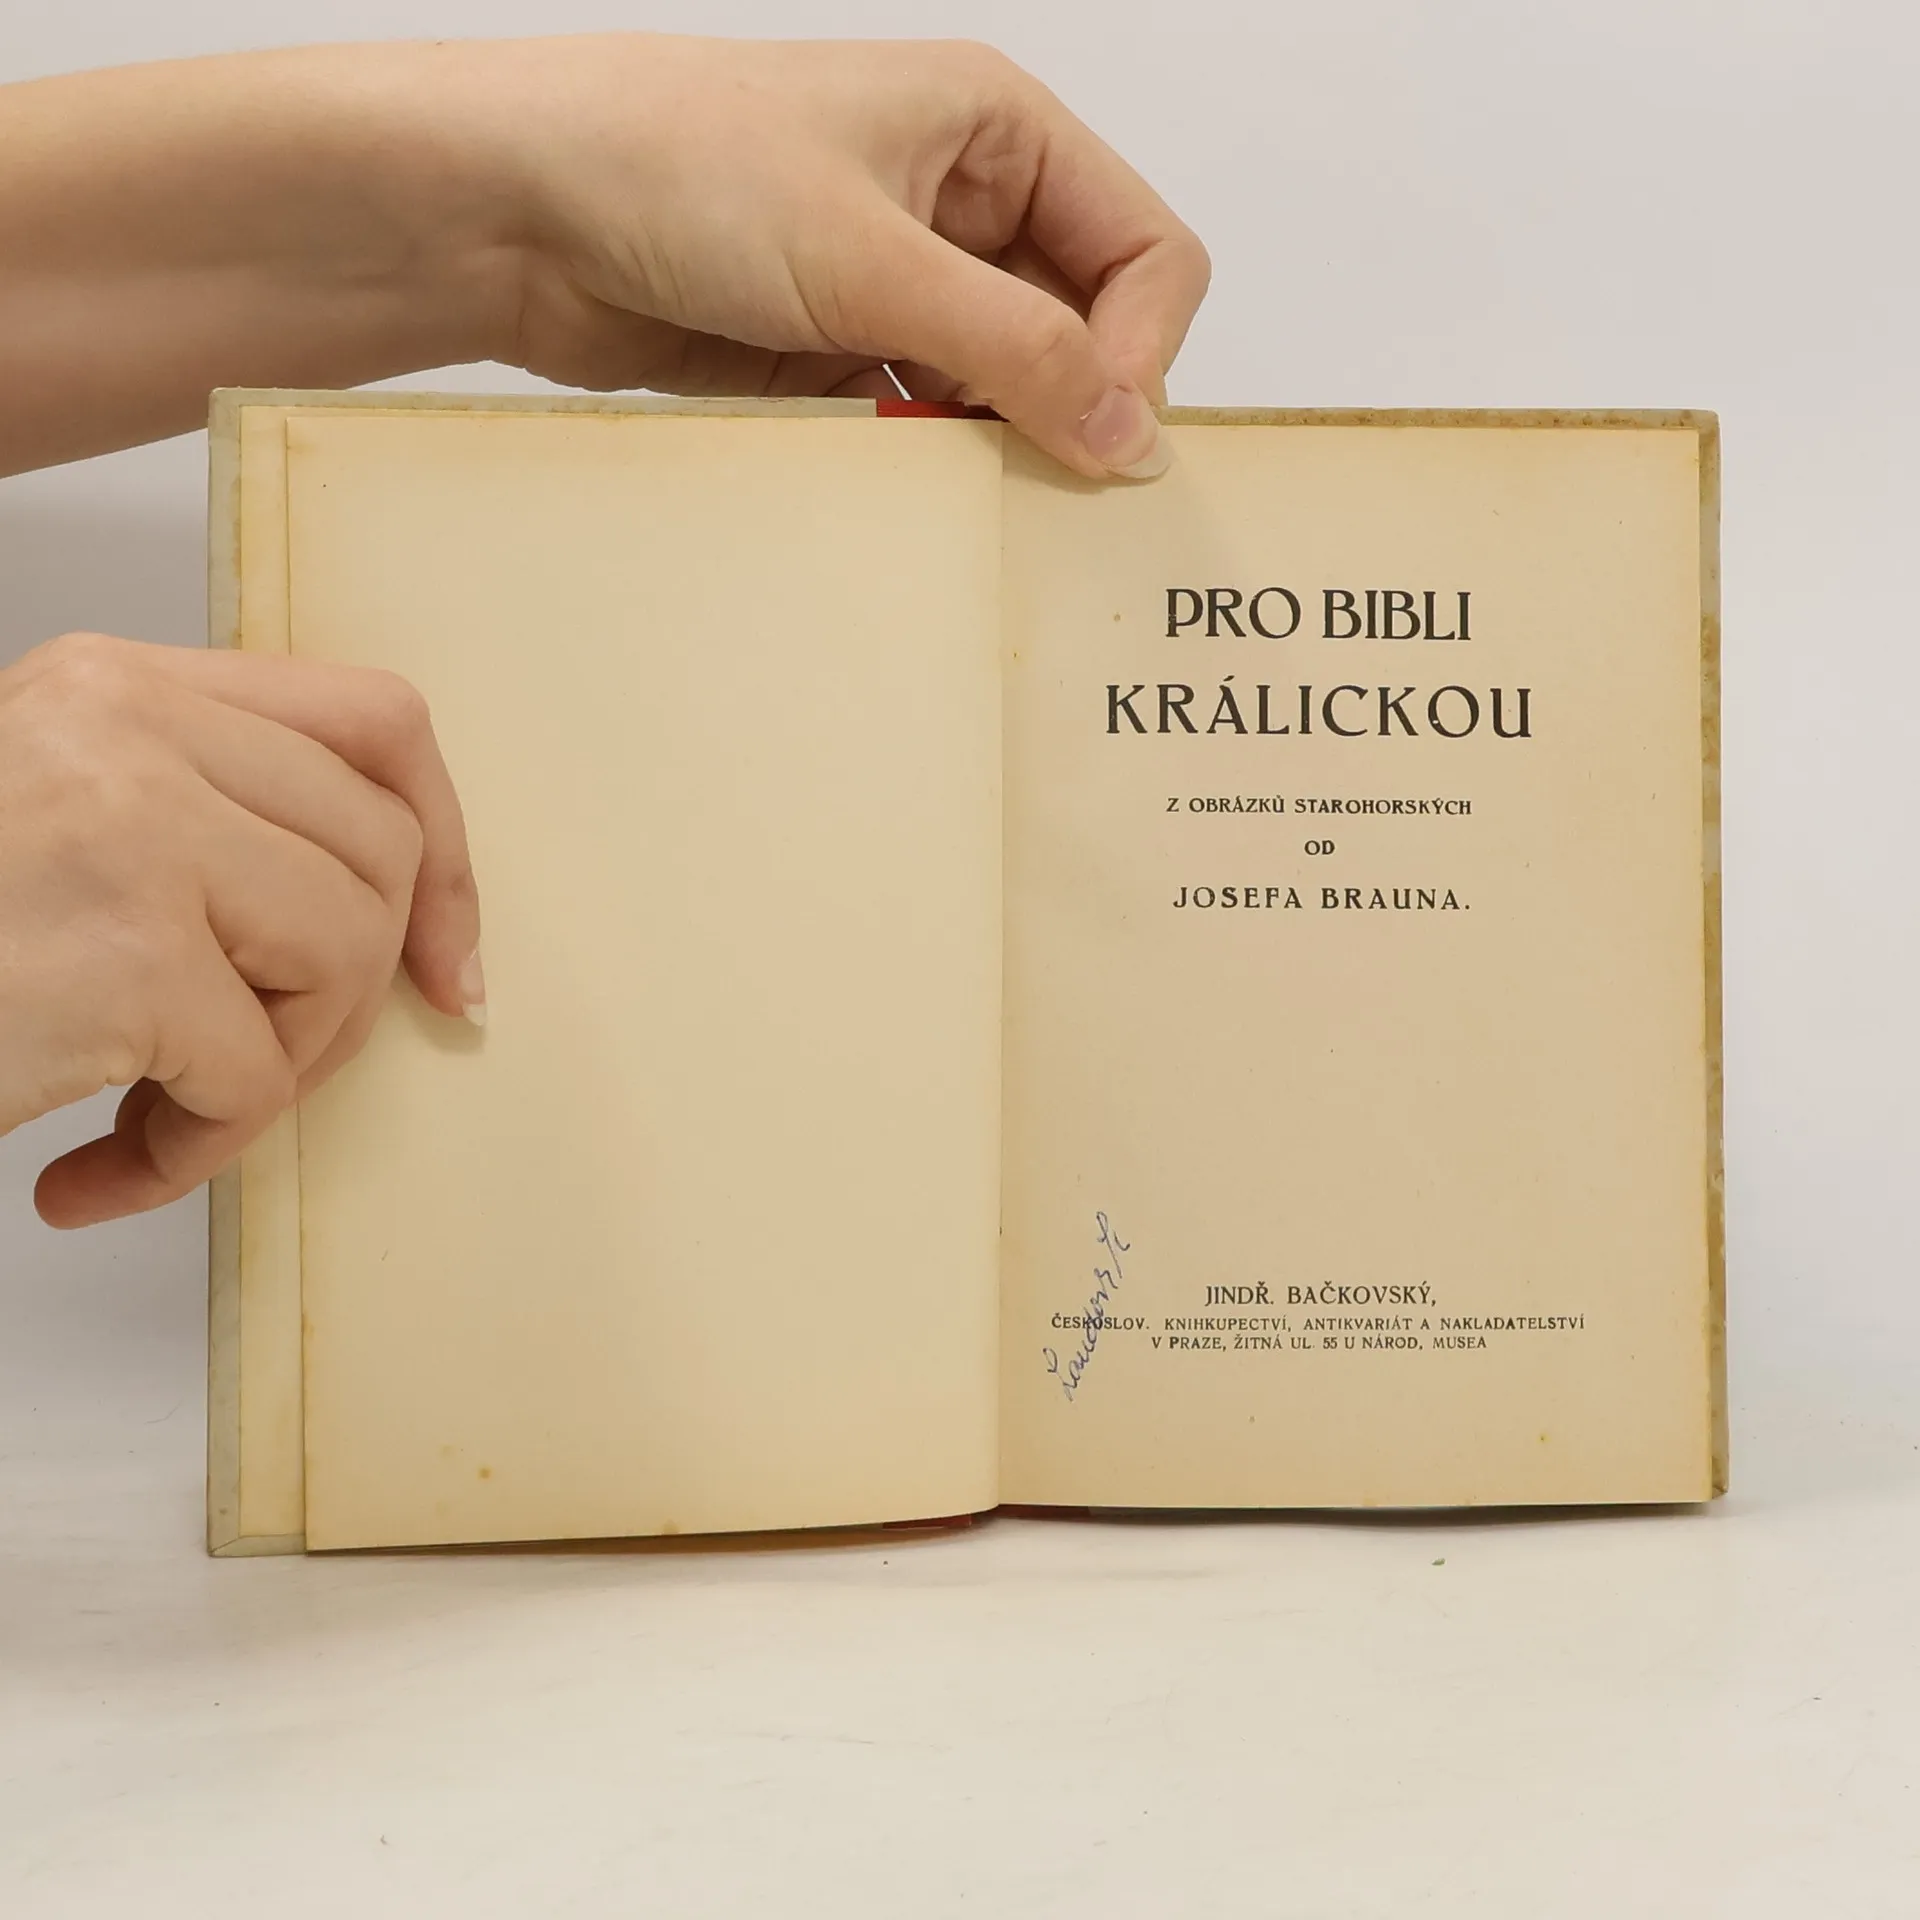 PRO BIBLI
KRÁLICKOU
Z OBRÁZKŮ STAROHORSKÝCH
OD
JOSEFA BRAUNA.
JINDŘ. BAČKOVSKÝ,
ČESKOSLOV. KNIHKUPECTVÍ, ANTIKVARIÁT A NAKLADATELSTVÍ
V PRAZE, ŽITNÁ UL. 55 U NÁROD, MUSEA